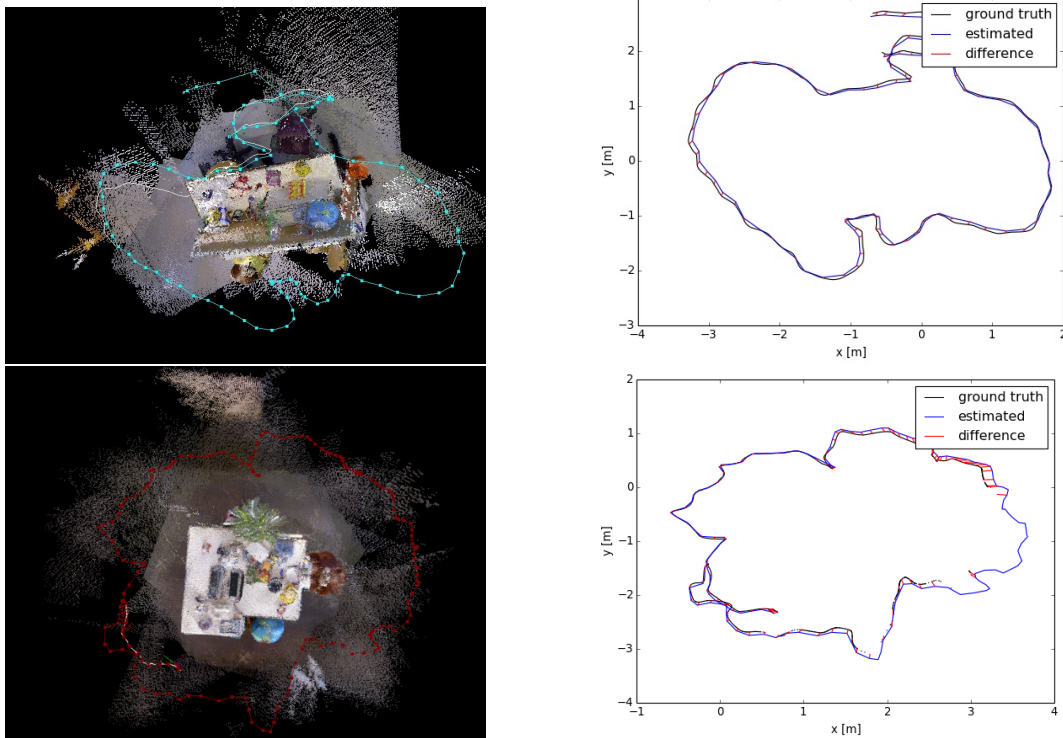 ground truth
estimated
difference
2
1
0
−1
−2
−3
y [m]
−4
−3
−2
−1
0
1
2
x [m]
ground truth
estimated
difference
2
1
0
−1
−2
−3
−4
y [m]
−1
0
1
2
3
4
x [m]